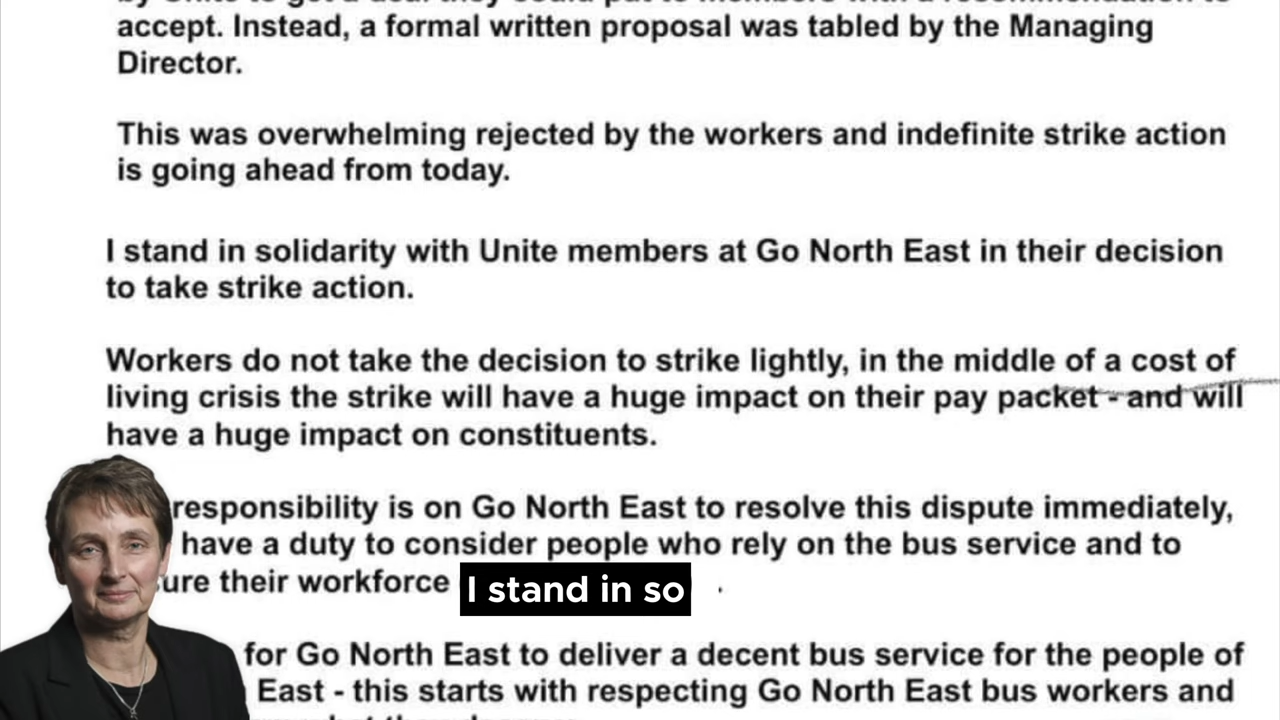 accept. Instead, a formal written proposal was tabled by the Managing
Director.
This was overwhelming rejected by the workers and indefinite strike action
is going ahead from today.
I stand in solidarity with Unite members at Go North East in their decision
to take strike action.
Workers do not take the decision to strike lightly, in the middle of a cost of
living crisis the strike will have a huge impact on their pay packet - and will
have a huge impact on constituents.
responsibility is on Go North East to resolve this dispute immediately,
have a duty to consider people who rely on the bus service and to
their workforce
I stand in so
for Go North East to deliver a decent bus service for the people of
East - this starts with respecting Go North East bus workers and